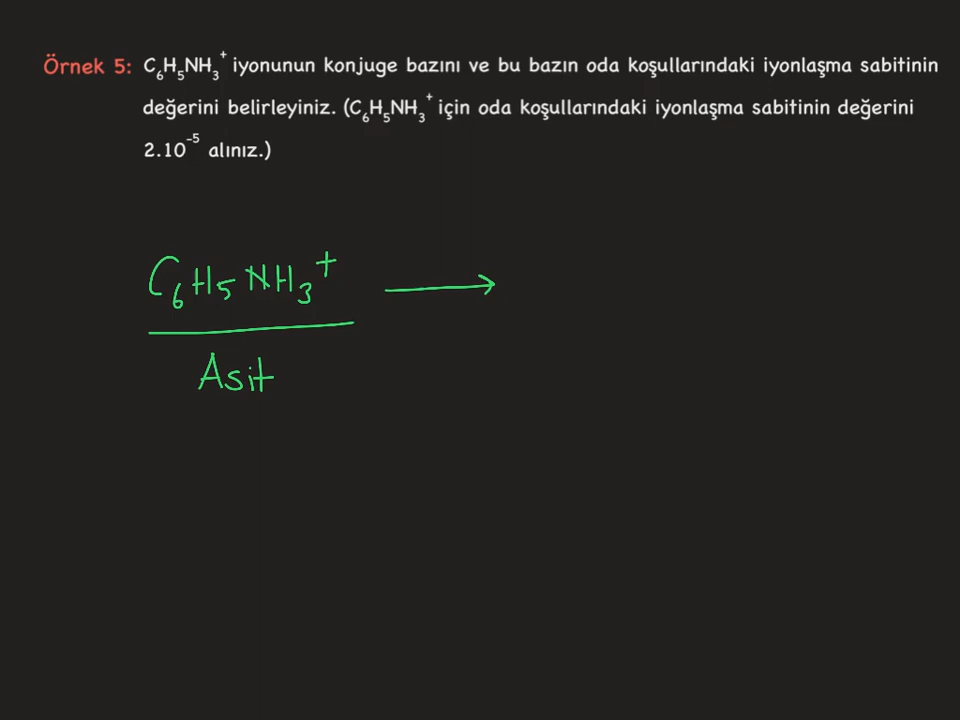 Örnek 5: C₆H₅NH₃⁺ iyonunun konjuge bazını ve bu bazın oda koşullarındaki iyonlaşma sabitinin
değerini belirleyiniz. (C₆H₅NH₃⁺ için oda koşullarındaki iyonlaşma sabitinin değerini
2.10⁻⁵ alınız.)
C₆H₅NH₃⁺ →
Asit